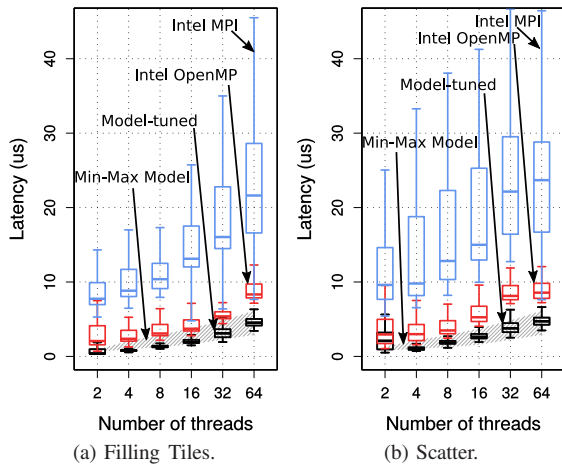 Latency (us)
40
30
20
10
0
Intel MPI
Intel OpenMP
Model-tuned
Min-Max Model
2 4 8 16 32 64
Number of threads
(a) Filling Tiles.
Latency (us)
40
30
20
10
0
Intel MPI
Intel OpenMP
Model-tuned
Min-Max Model
2 4 8 16 32 64
Number of threads
(b) Scatter.